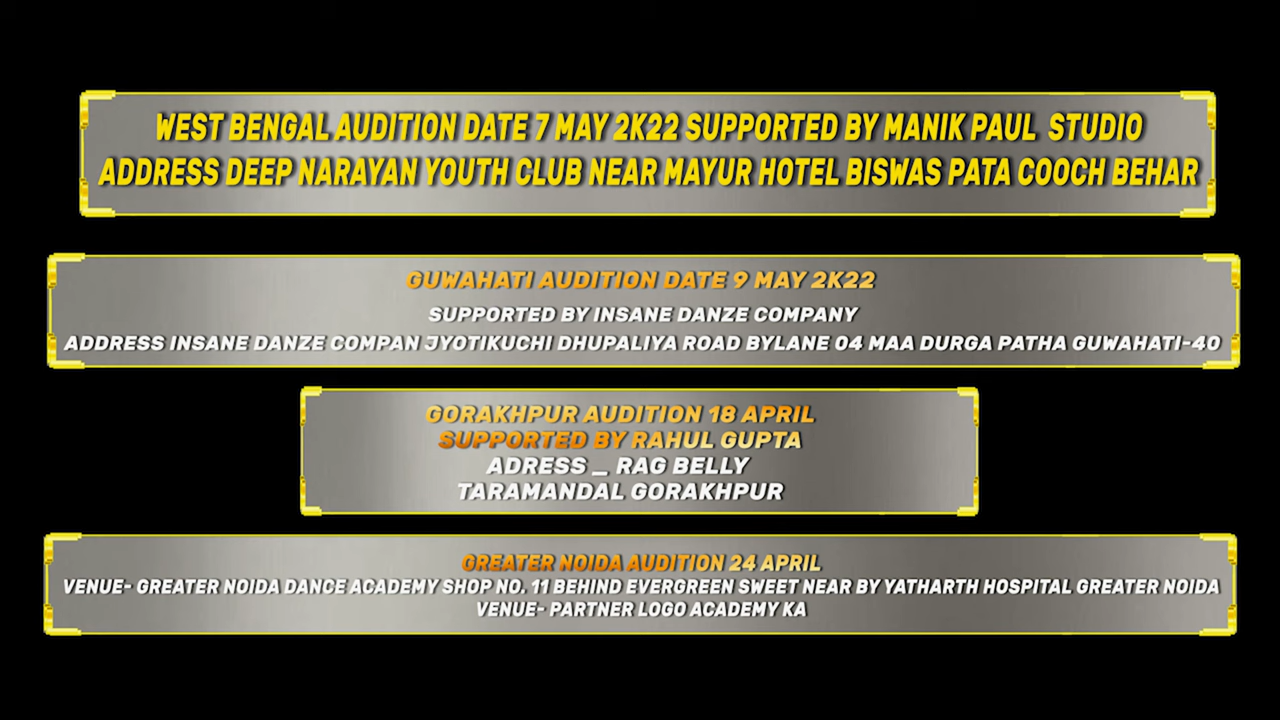 WEST BENGAL AUDITION DATE 7 MAY 2K22 SUPPORTED BY MANIK PAUL STUDIO
ADDRESS DEEP NARAYAN YOUTH CLUB NEAR MAYUR HOTEL BISWAS PATA COOCH BEHAR
GUWAHATI AUDITION DATE 9 MAY 2K22
SUPPORTED BY INSANE DANZE COMPANY
ADDRESS INSANE DANZE COMPAN JYOTIKUCHI DHUPALIYA ROAD BYLANE 04 MAA DURGA PATHA GUWAHATI-40
GORAKHPUR AUDITION 18 APRIL
SUPPORTED BY RAHUL GUPTA
ADRESS _ RAG BELLY
TARAMANDAL GORAKHPUR
GREATER NOIDA AUDITION 24 APRIL
VENUE- GREATER NOIDA DANCE ACADEMY SHOP NO. 11 BEHIND EVERGREEN SWEET NEAR BY YATHARTH HOSPITAL GREATER NOIDA
VENUE- PARTNER LOGO ACADEMY KA